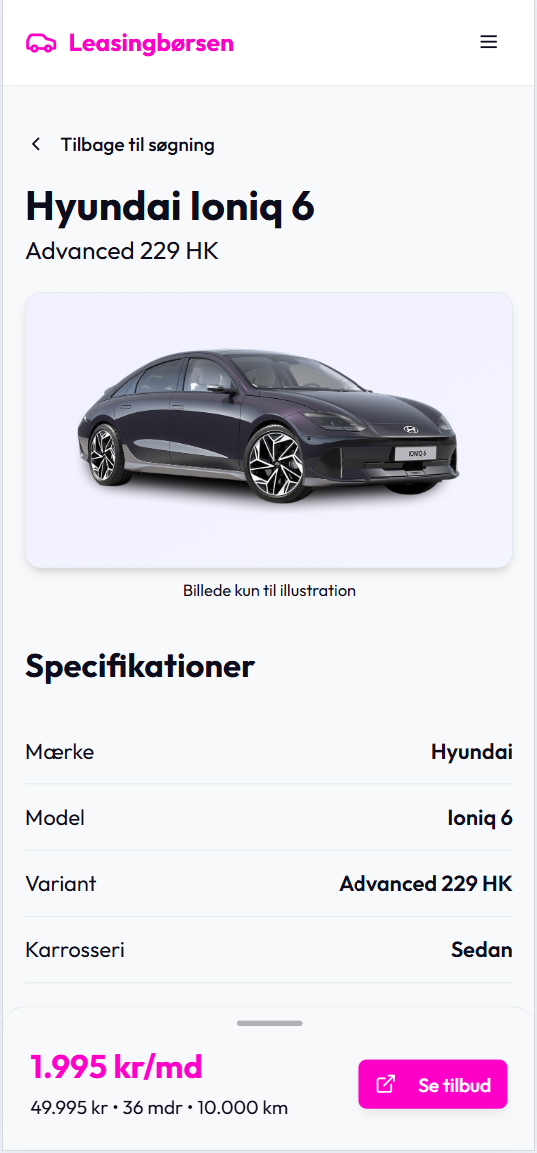 Leasingbørsen
Tilbage til søgning
Hyundai Ioniq 6
Advanced 229 HK
IONIQ 6
Billede kun til illustration
Specifikationer
Mærke Hyundai
Model Ioniq 6
Variant Advanced 229 HK
Karrosseri Sedan
1.995 kr/md
49.995 kr • 36 mdr • 10.000 km
Se tilbud